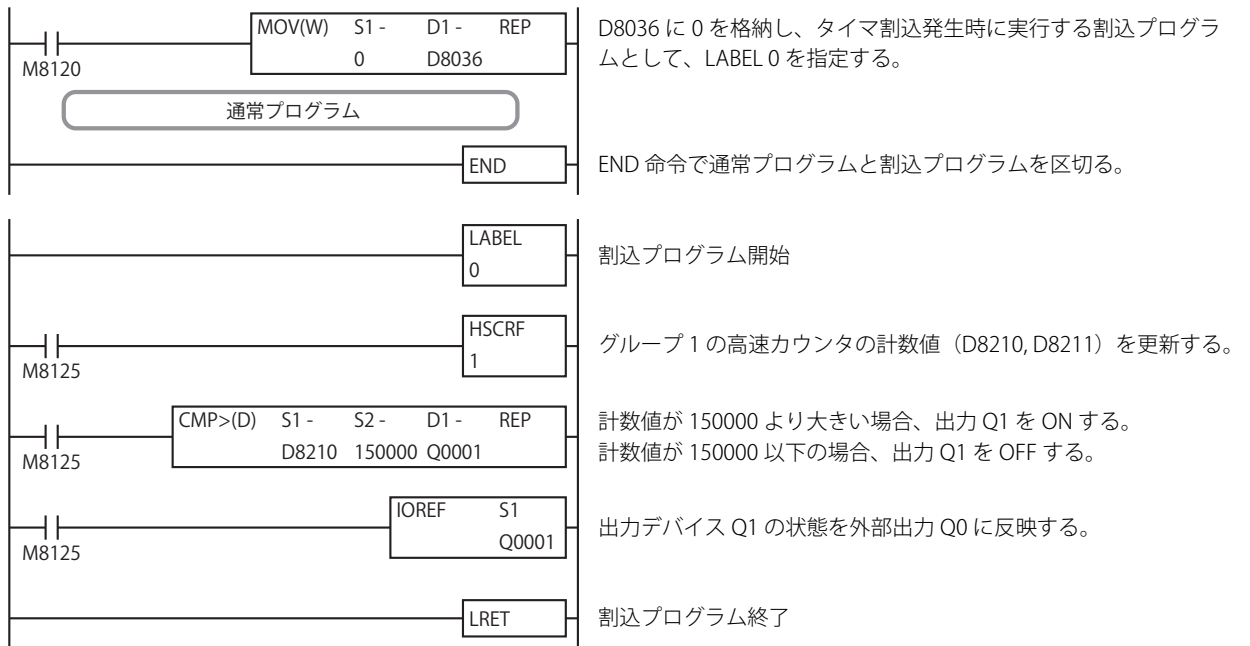 MOV(W) S1 - D1 - REP
0 D8036
M8120
D8036 に 0 を格納し、タイマ割込発生時に実行する割込プログラ
ムとして、LABEL 0 を指定する。
通常プログラム
END
END 命令で通常プログラムと割込プログラムを区切る。
LABEL
0
割込プログラム開始
HSCRF
1
M8125
グループ 1 の高速カウンタの計数値（D8210, D8211）を更新する。
CMP>(D) S1 - S2 - D1 - REP
D8210 150000 Q0001
M8125
計数値が 150000 より大きい場合、出力 Q1 を ON する。
計数値が 150000 以下の場合、出力 Q1 を OFF する。
IOREF S1
Q0001
M8125
出力デバイス Q1 の状態を外部出力 Q0 に反映する。
LRET
割込プログラム終了